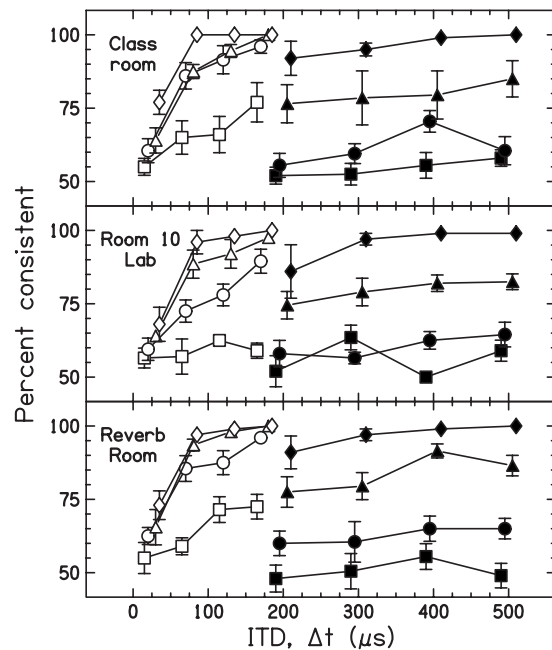 100
75
50
Class
room
100
75
50
Room 10
Lab
100
75
50
Reverb
Room
Percent consistent
0 100 200 300 400 500
ITD, Δt (μs)